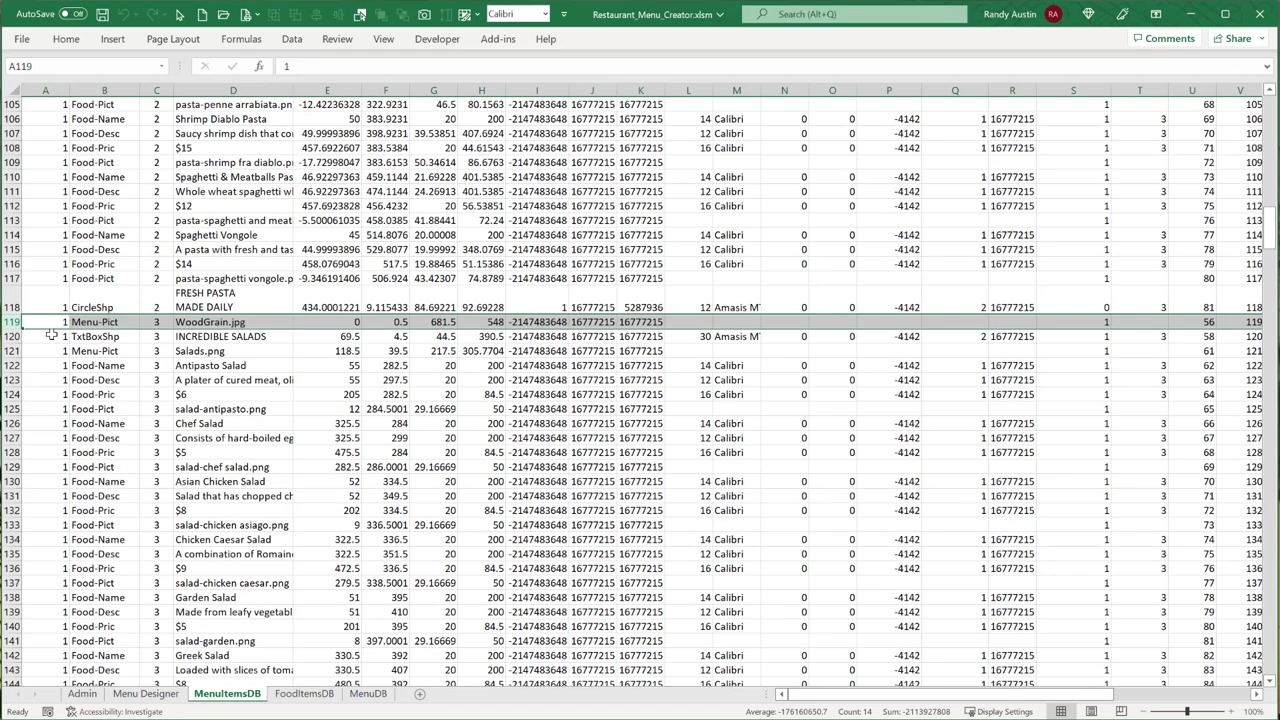 AutoSave Off Calibri Restaurant_Menu_Creator.xlsm Search (Alt+Q) Randy Austin RA
File Home Insert Page Layout Formulas Data Review View Developer Add-ins Help Comments Share
A119 fx 1
A B C D E F G H I J K L M N O P Q R S T U V
105 1 Food-Pict 2 pasta-penne arrabiata.pn -12.42236328 322.9231 46.5 80.1563 -2147483648 16777215 16777215 1 68 105
106 1 Food-Name 2 Shrimp Diablo Pasta 50 383.9231 20 200 -2147483648 16777215 16777215 14 Calibri 0 0 -4142 1 16777215 1 3 69 106
107 1 Food-Desc 2 Saucy shrimp dish that co 49.99993896 398.9231 39.53851 407.6924 -2147483648 16777215 16777215 12 Calibri 0 0 -4142 1 16777215 1 3 70 107
108 1 Food-Pric 2 $15 457.6922607 383.5384 20 44.61543 -2147483648 16777215 16777215 16 Calibri 0 0 -4142 1 16777215 1 3 71 108
109 1 Food-Pict 2 pasta-shrimp fra diablo.p -17.72998047 383.6153 50.34614 86.6763 -2147483648 16777215 16777215 1 72 109
110 1 Food-Name 2 Spaghetti & Meatballs Pas 46.92297363 459.1144 21.69228 401.5385 -2147483648 16777215 16777215 14 Calibri 0 0 -4142 1 16777215 1 3 73 110
111 1 Food-Desc 2 Whole wheat spaghetti w 46.92297363 474.1144 24.26913 401.5385 -2147483648 16777215 16777215 12 Calibri 0 0 -4142 1 16777215 1 3 74 111
112 1 Food-Pric 2 $12 456.9230957 456.4232 20 56.53851 -2147483648 16777215 16777215 16 Calibri 0 0 -4142 1 16777215 1 3 75 112
113 1 Food-Pict 2 pasta-spaghetti and meat -5.500061035 458.0385 41.88441 72.24 -2147483648 16777215 16777215 1 76 113
114 1 Food-Name 2 Spaghetti Vongole 45 514.8076 20.00008 200 -2147483648 16777215 16777215 14 Calibri 0 0 -4142 1 16777215 1 3 77 114
115 1 Food-Desc 2 A pasta with fresh and tas 44.99993896 529.8077 19.99992 348.0769 -2147483648 16777215 16777215 12 Calibri 0 0 -4142 1 16777215 1 3 78 115
116 1 Food-Pric 2 $14 458.0769043 517.5 19.99992 51.15386 -2147483648 16777215 16777215 16 Calibri 0 0 -4142 1 16777215 1 3 79 116
117 1 Food-Pict 2 pasta-spaghetti vongole.p -9.346191406 506.924 43.42307 74.8789 -2147483648 16777215 16777215 1 80 117
FRESH PASTA
118 1 CircleShp 2 MADE DAILY 434.0001221 9.115433 84.69221 92.69228 1 16777215 5287936 12 Amasis M 0 0 -4142 2 16777215 0 3 81 118
119 1 Menu-Pict 3 WoodGrain.jpg 0 0.5 681.5 548 -2147483648 16777215 16777215 1 56 119
120 1 TxtBoxShp 3 INCREDIBLE SALADS 69.5 4.5 44.5 390.5 -2147483648 16777215 16777215 30 Amasis M 0 0 -4142 2 16777215 1 3 58 120
121 1 Menu-Pict 3 Salads.png 118.5 39.5 217.5 305.7704 -2147483648 16777215 16777215 1 61 121
122 1 Food-Name 3 Antipasto Salad 55 282.5 20 200 -2147483648 16777215 16777215 14 Calibri 0 0 -4142 1 16777215 1 3 62 122
123 1 Food-Desc 3 A plater of cured meat, oli 55 297.5 20 200 -2147483648 16777215 16777215 12 Calibri 0 0 -4142 1 16777215 1 3 63 123
124 1 Food-Pric 3 $6 205 282.5 20 84.5 -2147483648 16777215 16777215 16 Calibri 0 0 -4142 1 16777215 1 3 64 124
125 1 Food-Pict 3 salad-antipasto.png 12 284.5001 29.16669 50 -2147483648 16777215 16777215 1 65 125
126 1 Food-Name 3 Chef Salad 325.5 284 20 200 -2147483648 16777215 16777215 14 Calibri 0 0 -4142 1 16777215 1 3 66 126
127 1 Food-Desc 3 Consists of hard-boiled eg 325.5 299 20 200 -2147483648 16777215 16777215 12 Calibri 0 0 -4142 1 16777215 1 3 67 127
128 1 Food-Pric 3 $5 475.5 284 20 84.5 -2147483648 16777215 16777215 16 Calibri 0 0 -4142 1 16777215 1 3 68 128
129 1 Food-Pict 3 salad-chef salad.png 282.5 286.0001 29.16669 50 -2147483648 16777215 16777215 1 69 129
130 1 Food-Name 3 Asian Chicken Salad 52 334.5 20 200 -2147483648 16777215 16777215 14 Calibri 0 0 -4142 1 16777215 1 3 70 130
131 1 Food-Desc 3 Salad that has chopped ch 52 349.5 20 200 -2147483648 16777215 16777215 12 Calibri 0 0 -4142 1 16777215 1 3 71 131
132 1 Food-Pric 3 $8 202 334.5 20 84.5 -2147483648 16777215 16777215 16 Calibri 0 0 -4142 1 16777215 1 3 72 132
133 1 Food-Pict 3 salad-chicken asiago.png 9 336.5001 29.16669 50 -2147483648 16777215 16777215 1 73 133
134 1 Food-Name 3 Chicken Caesar Salad 322.5 336.5 20 200 -2147483648 16777215 16777215 14 Calibri 0 0 -4142 1 16777215 1 3 74 134
135 1 Food-Desc 3 A combination of Romaine 322.5 351.5 20 200 -2147483648 16777215 16777215 12 Calibri 0 0 -4142 1 16777215 1 3 75 135
136 1 Food-Pric 3 $9 472.5 336.5 20 84.5 -2147483648 16777215 16777215 16 Calibri 0 0 -4142 1 16777215 1 3 76 136
137 1 Food-Pict 3 salad-chicken caesar.png 279.5 338.5001 29.16669 50 -2147483648 16777215 16777215 1 77 137
138 1 Food-Name 3 Garden Salad 51 395 20 200 -2147483648 16777215 16777215 14 Calibri 0 0 -4142 1 16777215 1 3 78 138
139 1 Food-Desc 3 Made from leafy vegetabl 51 410 20 200 -2147483648 16777215 16777215 12 Calibri 0 0 -4142 1 16777215 1 3 79 139
140 1 Food-Pric 3 $5 201 395 20 84.5 -2147483648 16777215 16777215 16 Calibri 0 0 -4142 1 16777215 1 3 80 140
141 1 Food-Pict 3 salad-garden.png 8 397.0001 29.16669 50 -2147483648 16777215 16777215 1 81 141
142 1 Food-Name 3 Greek Salad 330.5 392 20 200 -2147483648 16777215 16777215 14 Calibri 0 0 -4142 1 16777215 1 3 82 142
143 1 Food-Desc 3 Loaded with slices of toma 330.5 407 20 200 -2147483648 16777215 16777215 12 Calibri 0 0 -4142 1 16777215 1 3 83 143
144 1 Food-Pric 3 $8 480.5 392 20 84.5 -2147483648 16777215 16777215 16 Calibri 0 0 -4142 1 16777215 1 3 84 144
Admin Menu Designer MenuItemsDB FoodItemsDB MenuDB
Ready Accessibility: Investigate Average: -176160650.7 Count: 14 Sum: -2113927808 Display Settings 100%